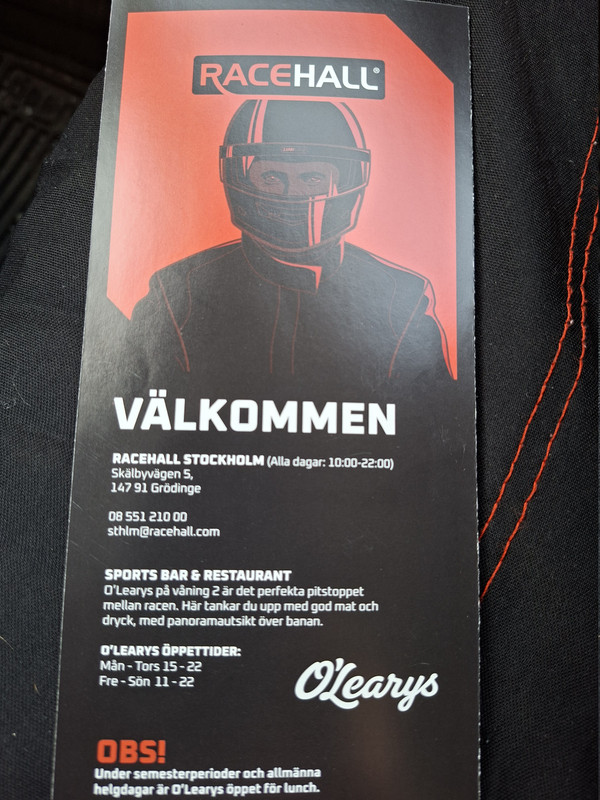 RACEHALL®
VÄLKOMMEN
RACEHALL STOCKHOLM (Alla dagar: 10:00-22:00)
Skälbyvägen 5,
147 91 Grödinge
08 551 210 00
sthlm@racehall.com
SPORTS BAR & RESTAURANT
O'Learys på våning 2 är det perfekta pitstoppet
mellan racen. Här tankar du upp med god mat och
dryck, med panoramautsikt över banan.
O'LEARYS ÖPPETTIDER:
Mån - Tors 15 - 22
Fre - Sön 11 - 22
O'Learys
OBS!
Under semesterperioder och allmänna
helgdagar är O'Learys öppet för lunch.